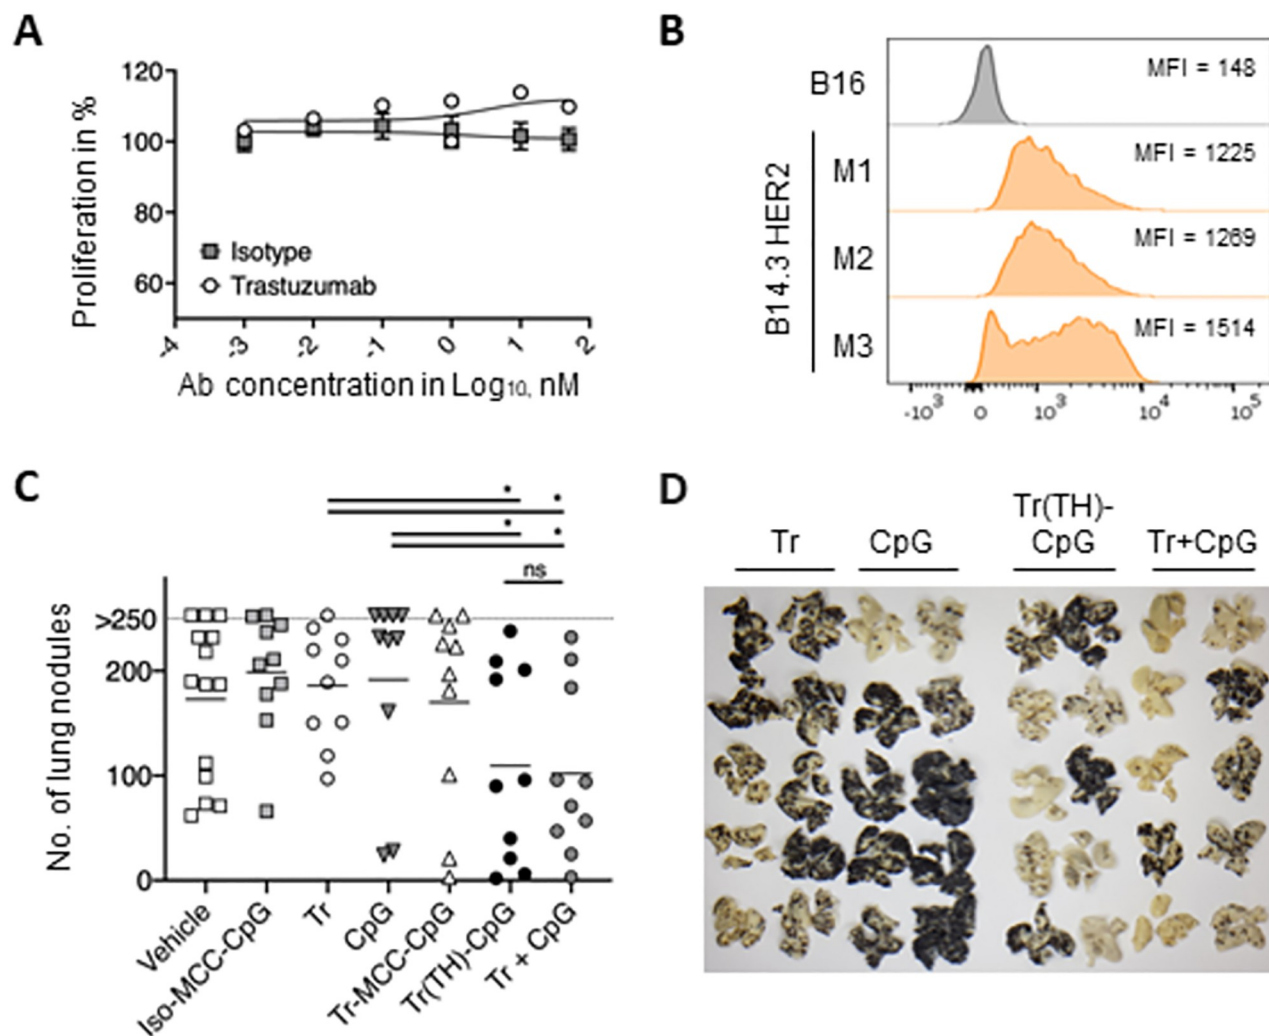 A
120
100
80
60
Proliferation in %
Isotype
Trastuzumab
-4
-3
-2
-1
0
1
2
Ab concentration in Log10, nM
B
B16
MFI = 148
B14.3 HER2
M1
MFI = 1225
M2
MFI = 1269
M3
MFI = 1514
-10³
0
10³
10⁴
10⁵
C
No. of lung nodules
*
*
*
*
ns
>250
200
100
0
Vehicle
Iso-MCC-CpG
Tr
CpG
Tr-MCC-CpG
Tr(TH)-CpG
Tr + CpG
D
Tr
CpG
Tr(TH)-
CpG
Tr+CpG